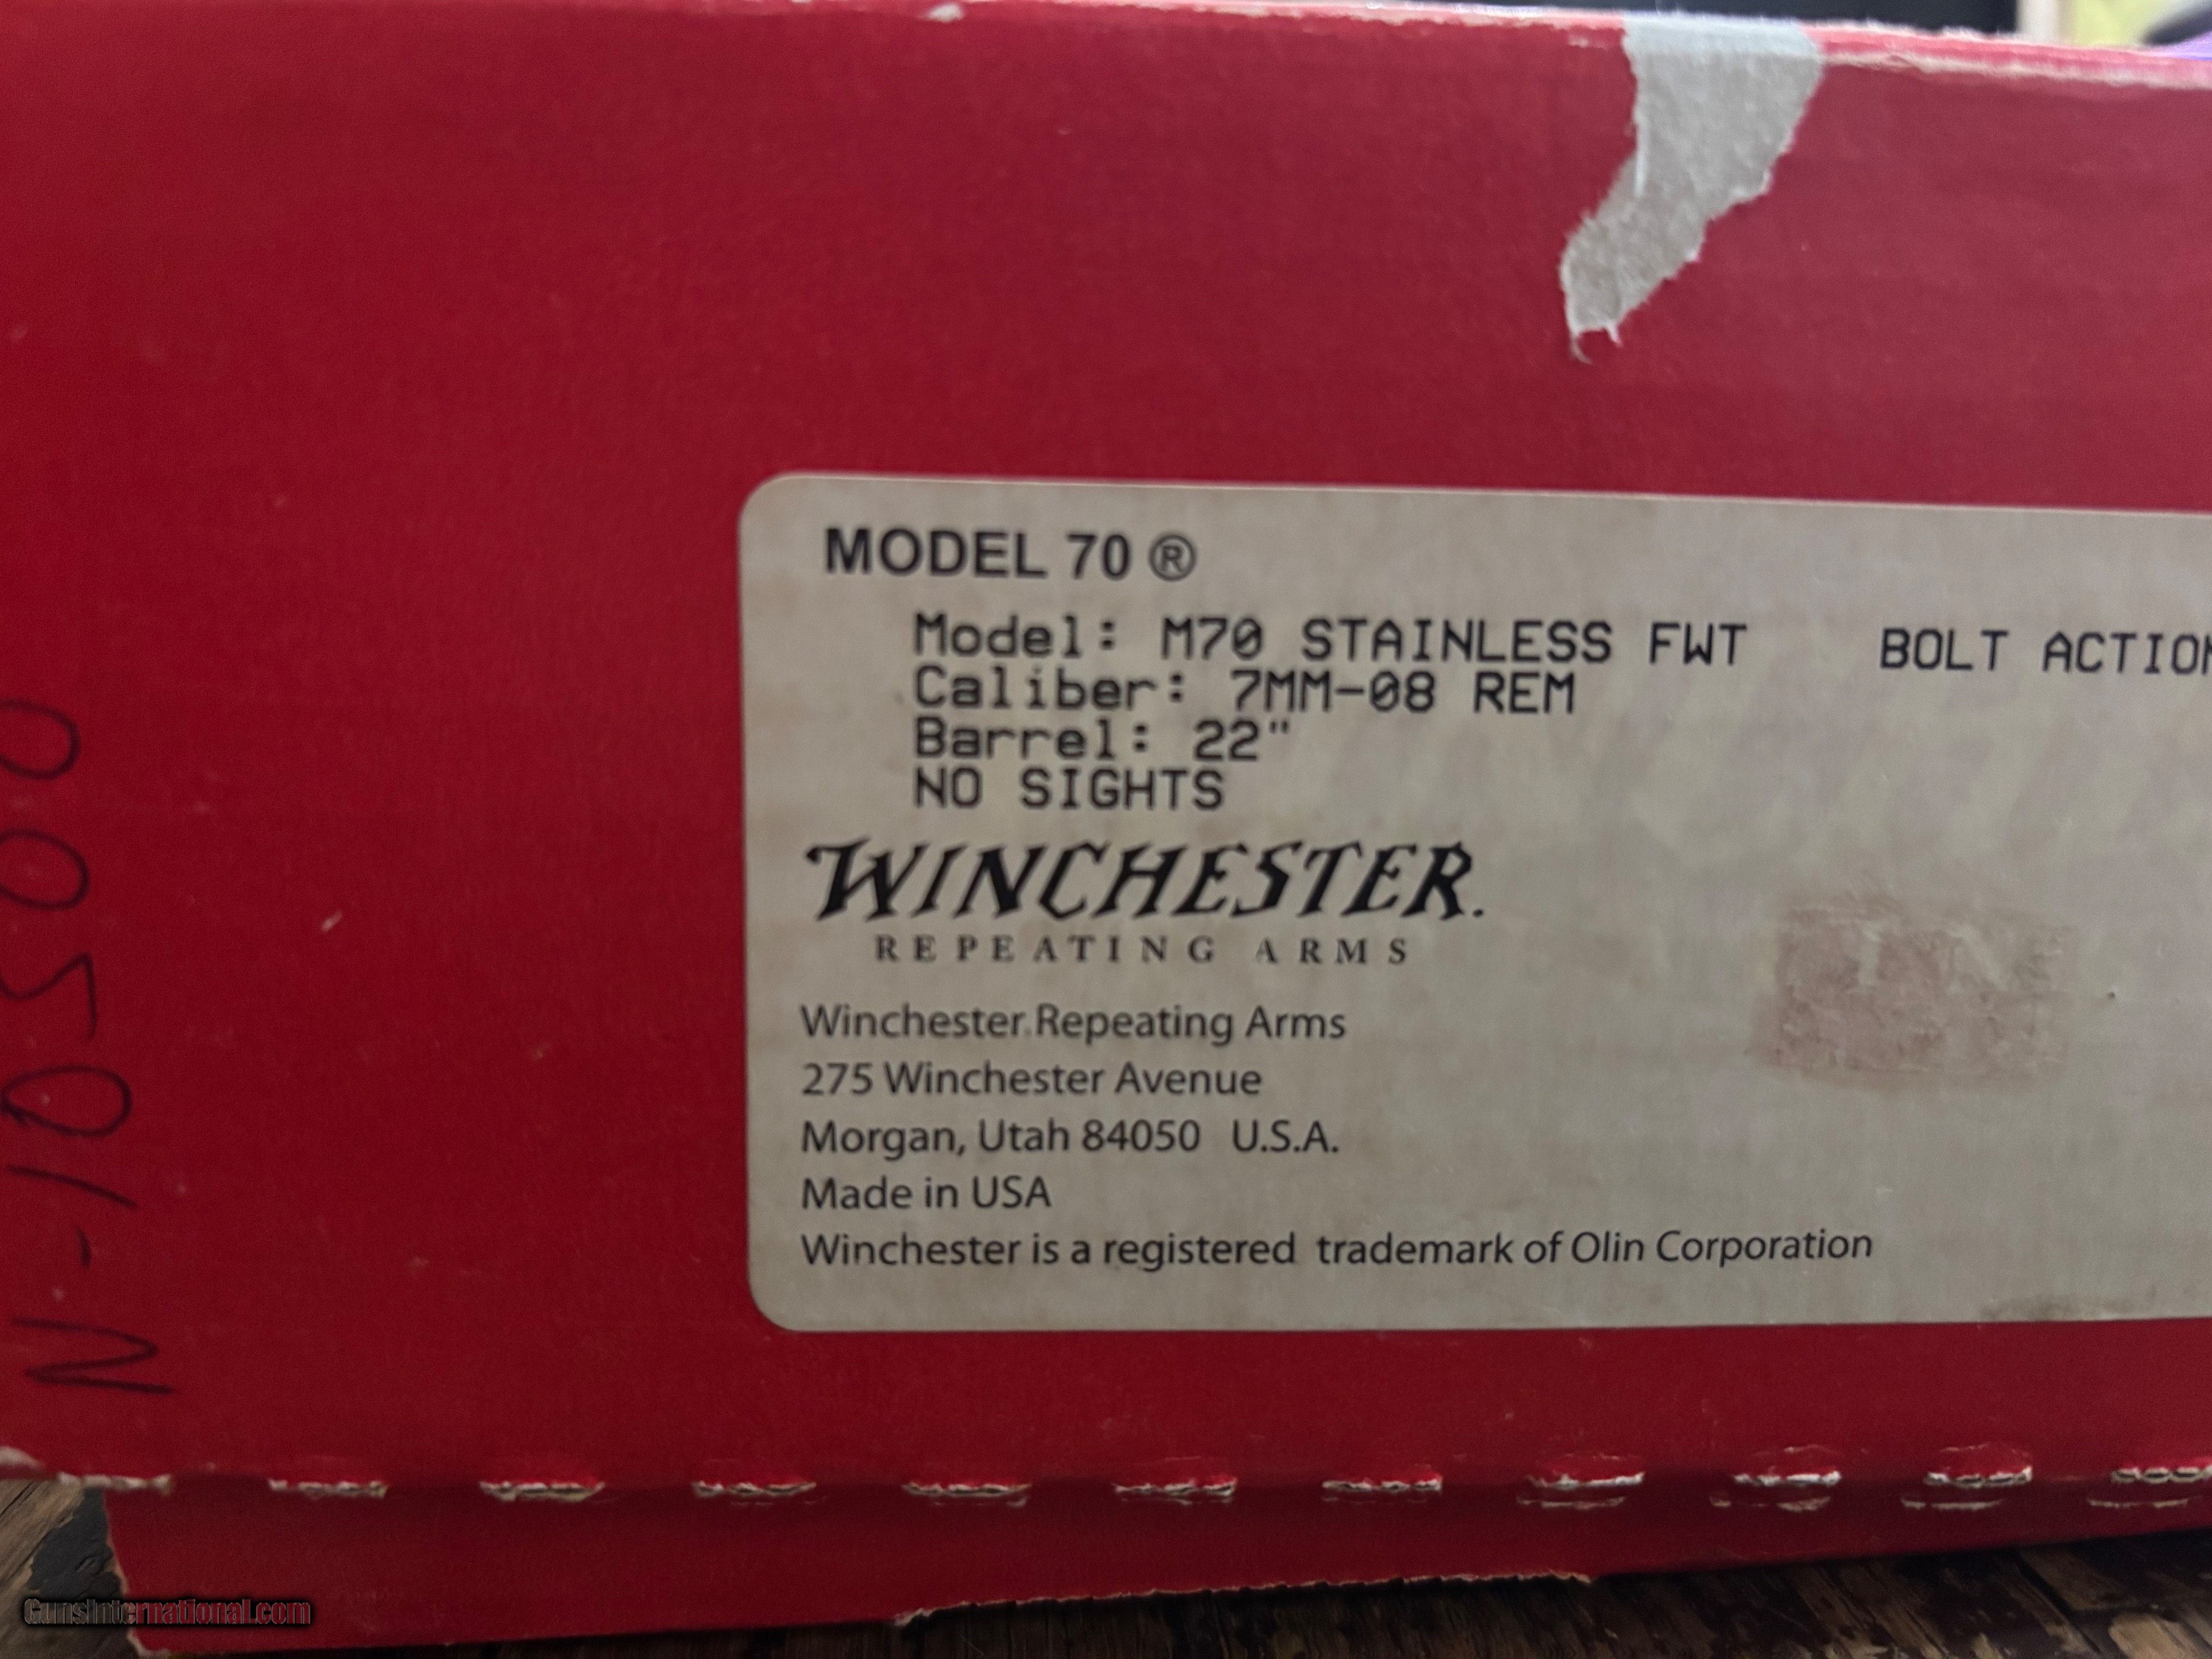 MODEL 70 ®
Model: M70 STAINLESS FWT BOLT ACTION
Caliber: 7MM-08 REM
Barrel: 22"
NO SIGHTS
WINCHESTER.
REPEATING ARMS
Winchester Repeating Arms
275 Winchester Avenue
Morgan, Utah 84050 U.S.A.
Made in USA
Winchester is a registered trademark of Olin Corporation
GunsInternational.com